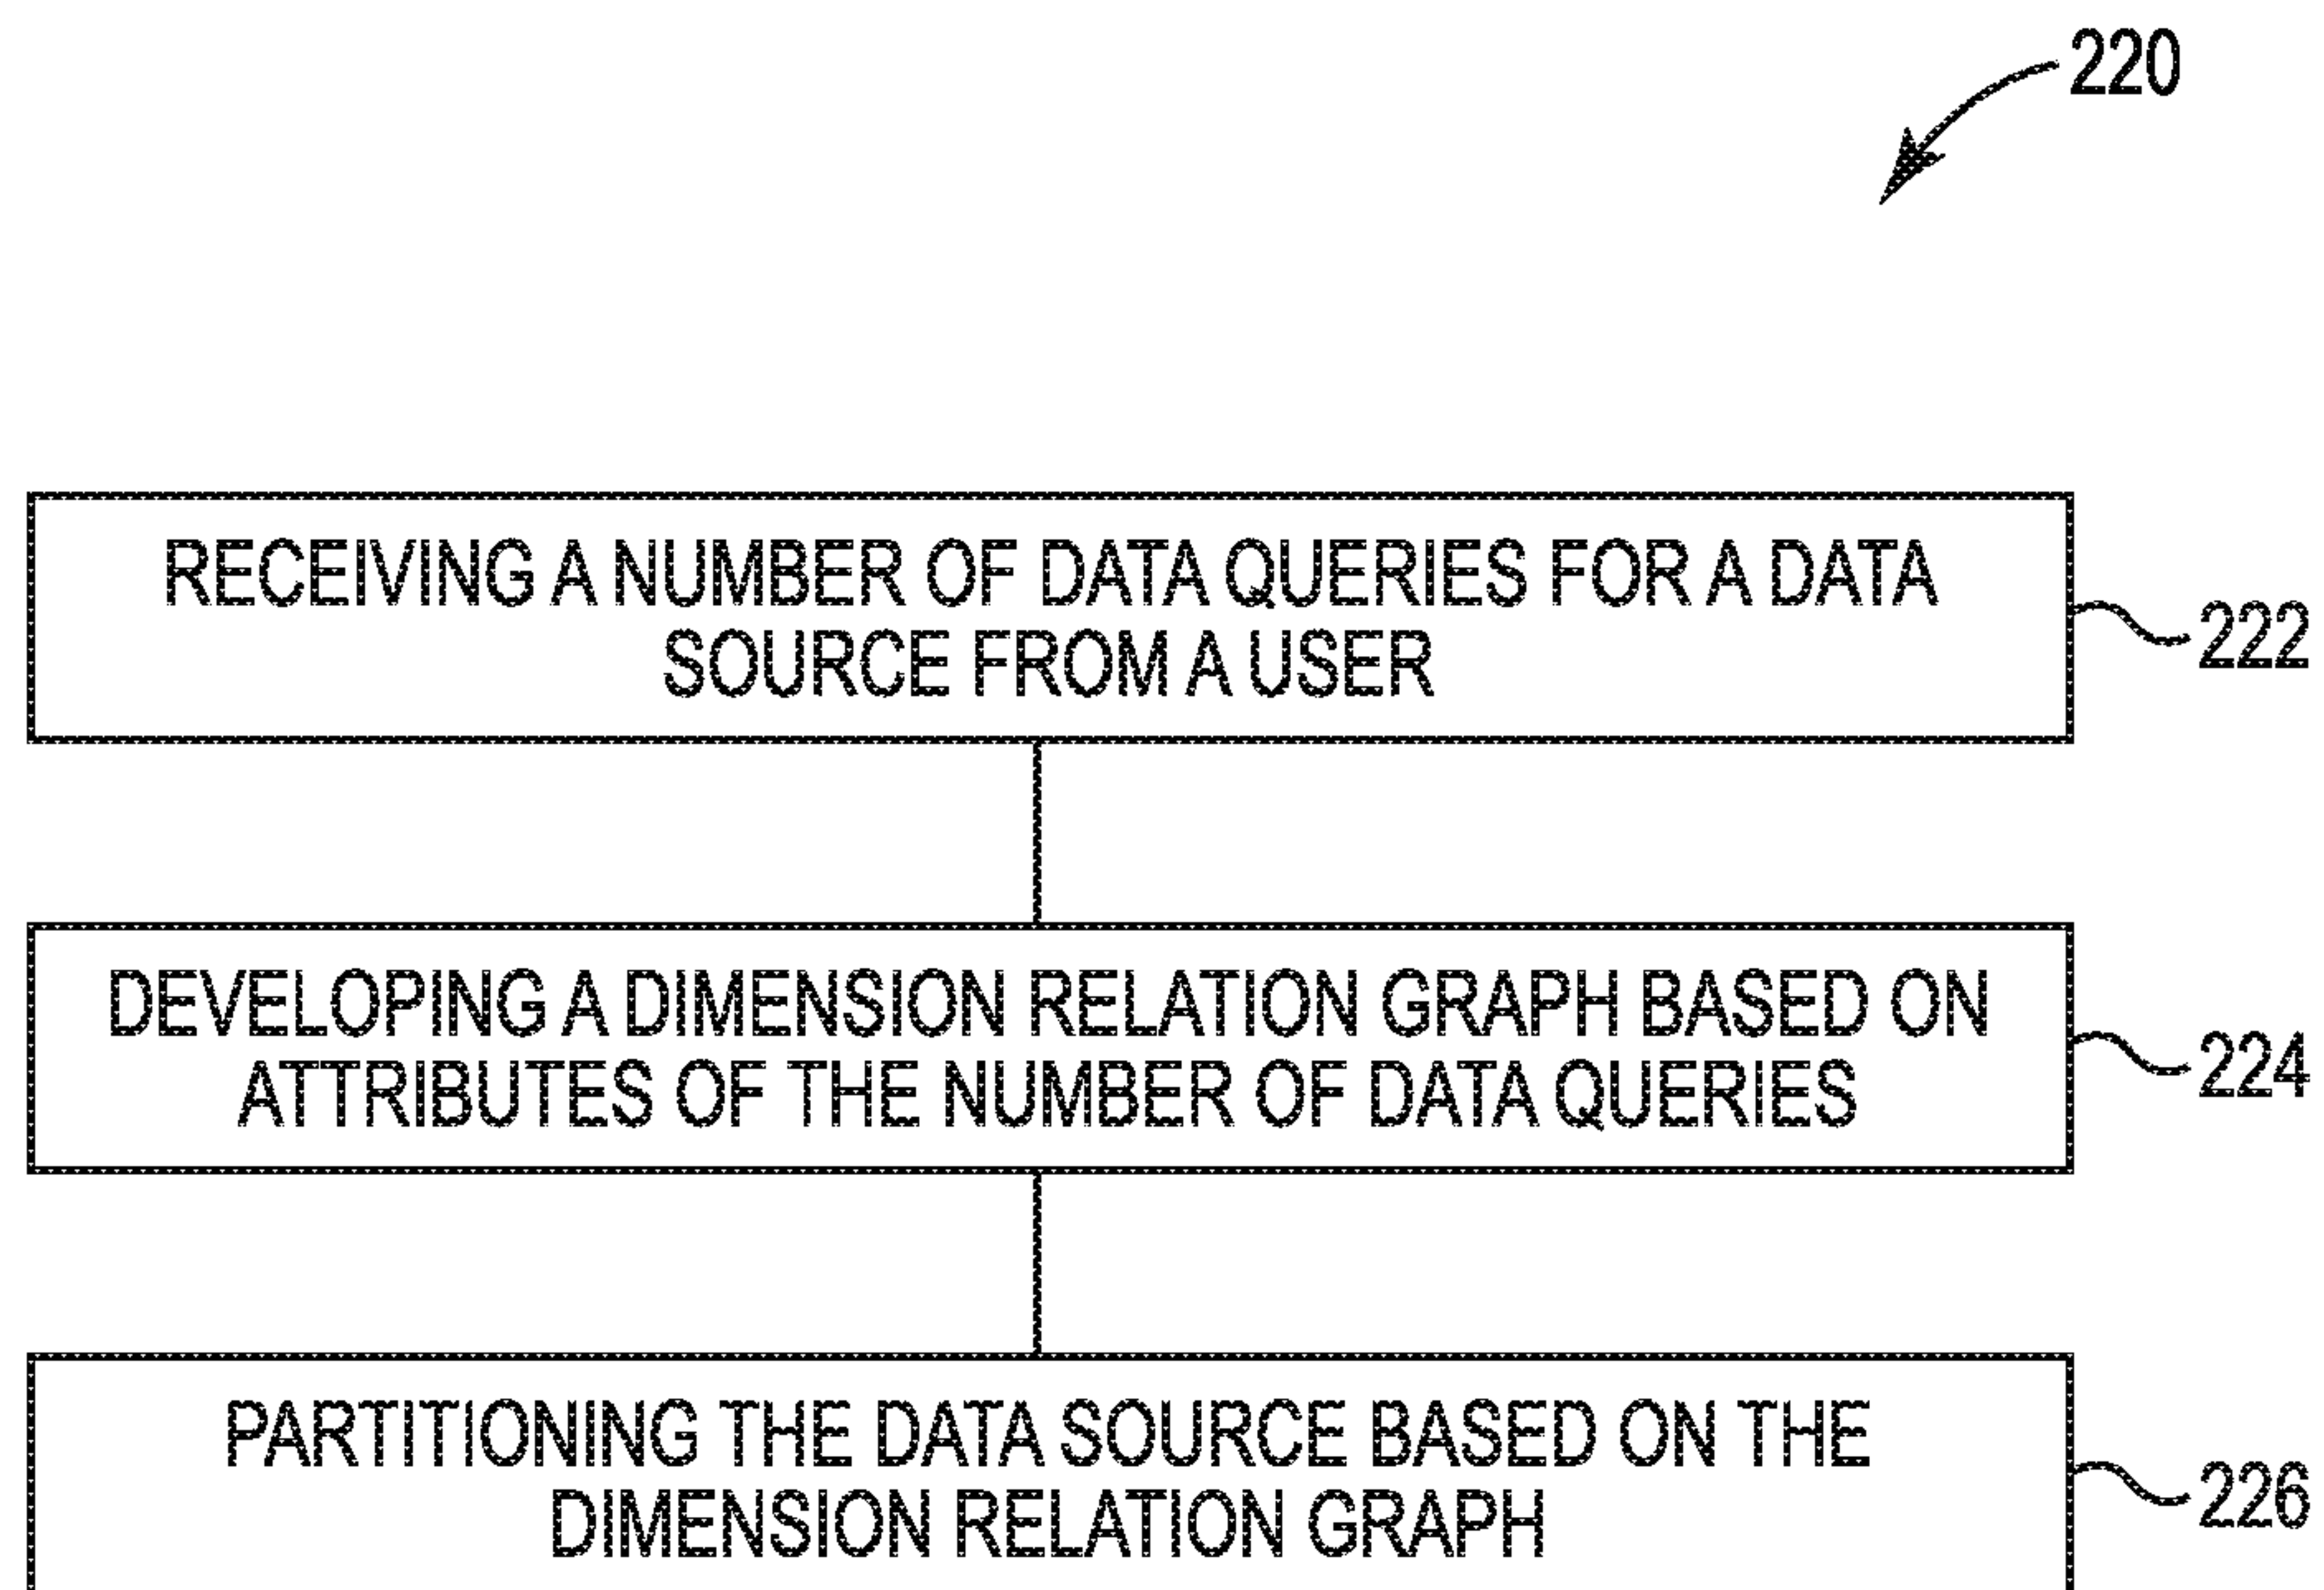 220
RECEIVING A NUMBER OF DATA QUERIES FOR A DATA
SOURCE FROM A USER
222
DEVELOPING A DIMENSION RELATION GRAPH BASED ON
ATTRIBUTES OF THE NUMBER OF DATA QUERIES
224
PARTITIONING THE DATA SOURCE BASED ON THE
DIMENSION RELATION GRAPH
226